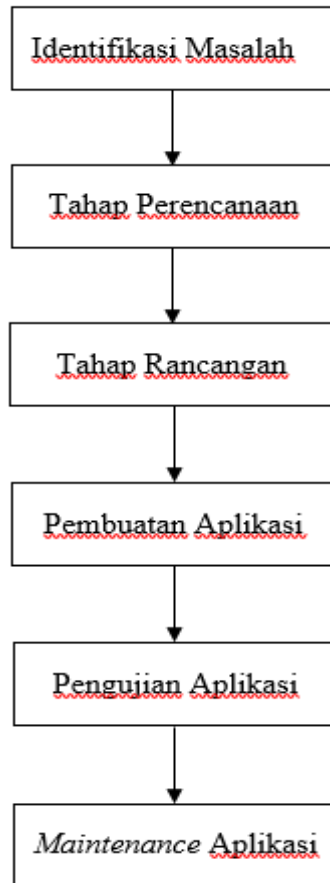 Identifikasi Masalah
Tahap Perencanaan
Tahap Rancangan
Pembuatan Aplikasi
Pengujian Aplikasi
Maintenance Aplikasi